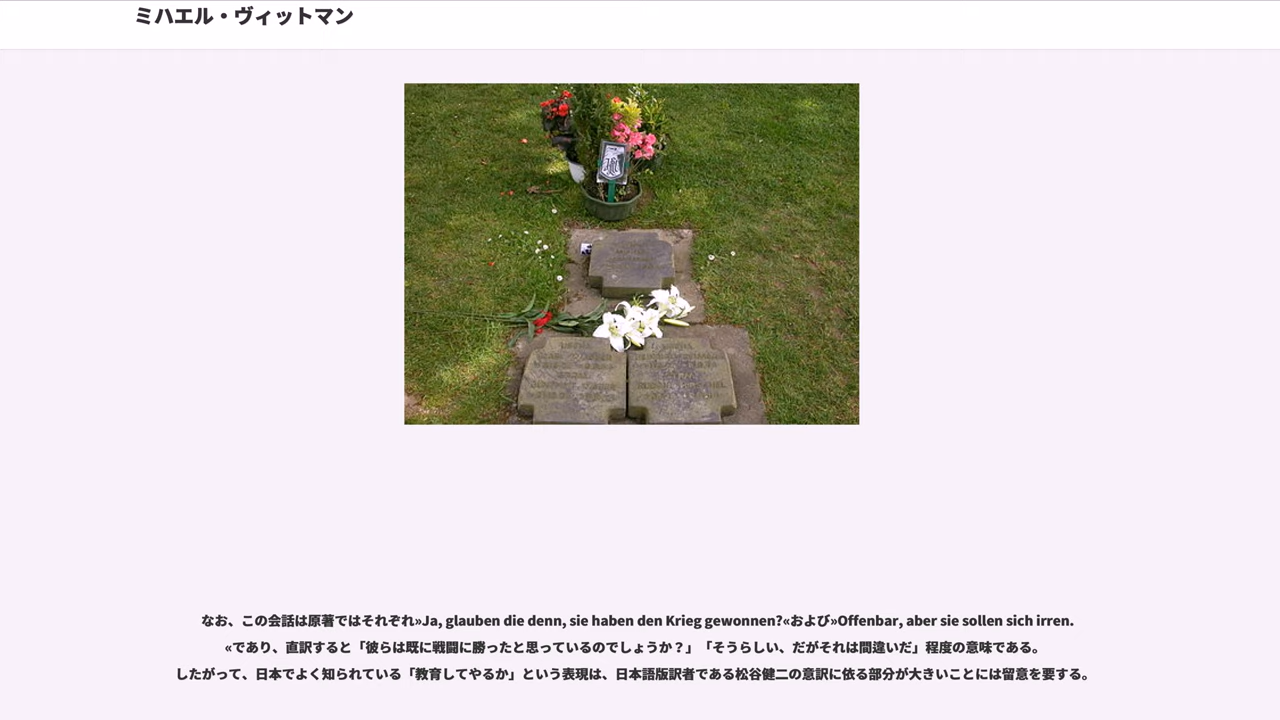 ミハエル・ヴィットマン
なお、この会話は原著ではそれぞれ»Ja, glauben die denn, sie haben den Krieg gewonnen?«および»Offenbar, aber sie sollen sich irren.
«であり、直訳すると「彼らは既に戦闘に勝ったと思っているのでしょうか？」「そうらしい、だがそれは間違いだ」程度の意味である。
したがって、日本でよく知られている「教育してやるか」という表現は、日本語版訳者である松谷健二の意訳に依る部分が大きいことには留意を要する。